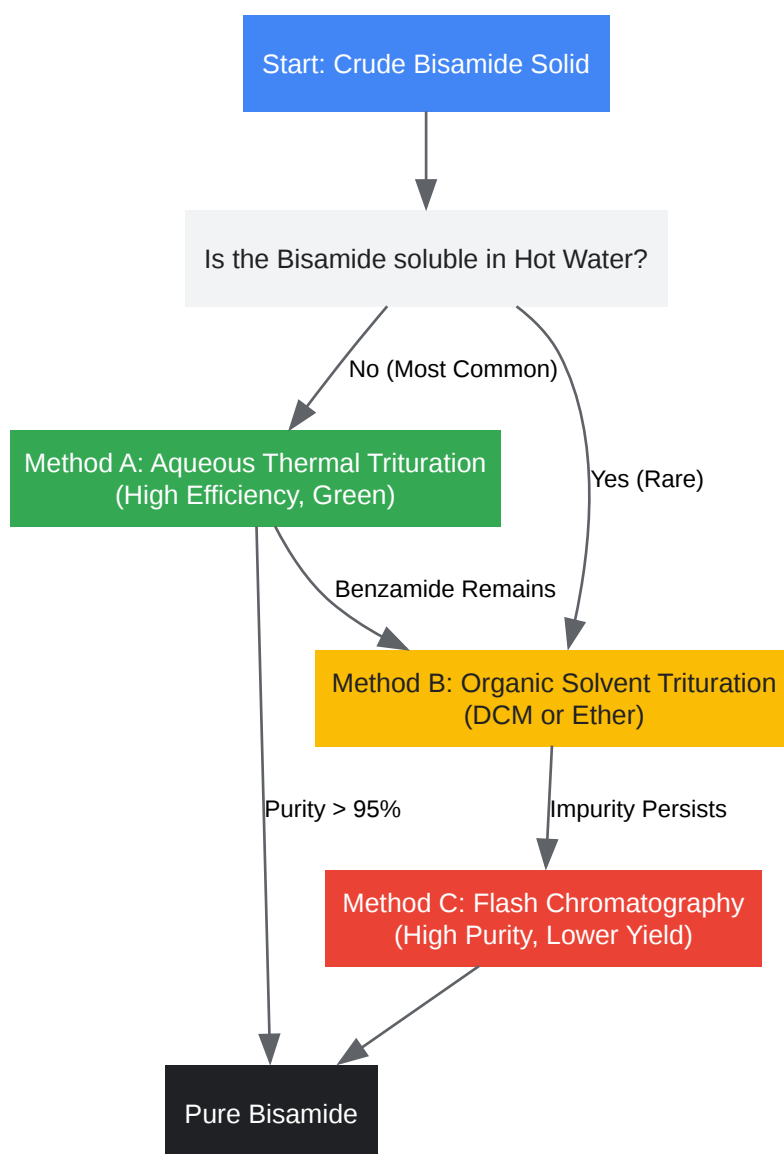 Start: Crude Bisamide Solid
Is the Bisamide soluble in Hot Water?
No (Most Common)
Method A: Aqueous Thermal Trituration
(High Efficiency, Green)
Yes (Rare)
Benzamide Remains
Method B: Organic Solvent Trituration
(DCM or Ether)
Purity > 95%
Impurity Persists
Method C: Flash Chromatography
(High Purity, Lower Yield)
Pure Bisamide